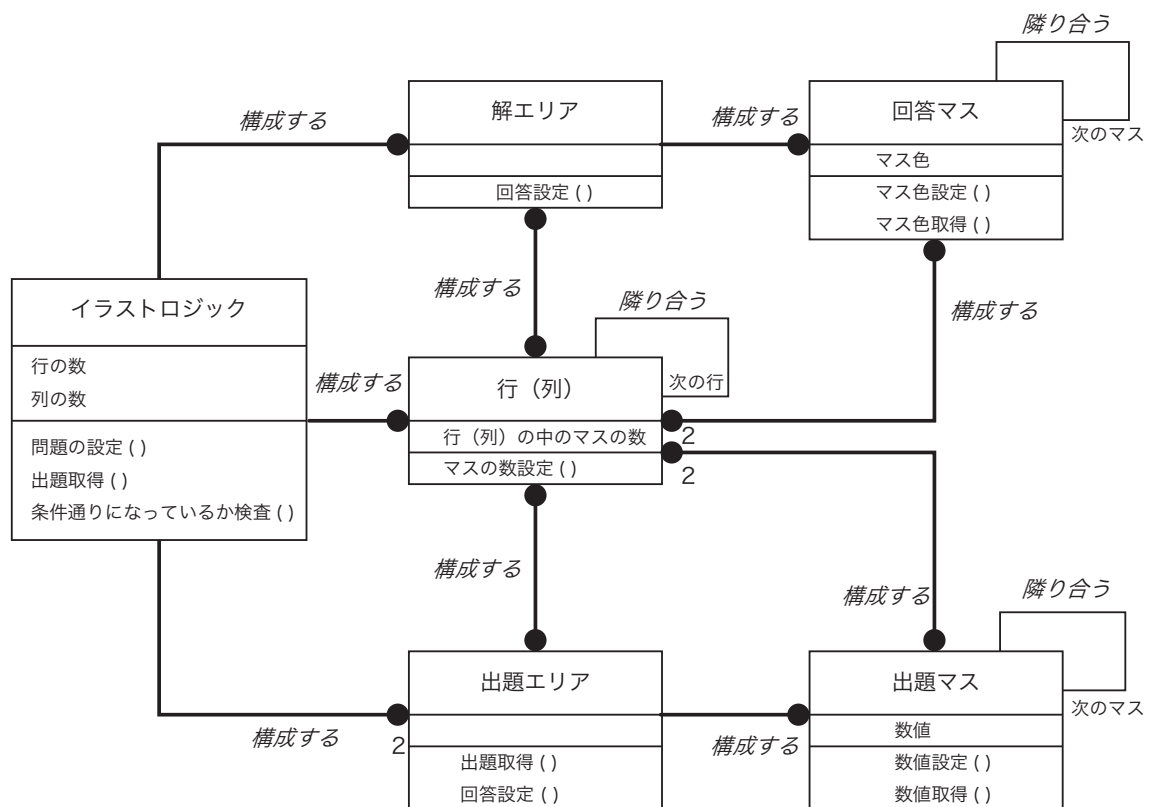 隣り合う
解エリア
回答設定 ( )
構成する
構成する
回答マス
マス色
マス色設定 ( )
マス色取得 ( )
次のマス
イラストロジック
行の数
列の数
問題の設定 ( )
出題取得 ( )
条件通りになっているか検査 ( )
構成する
構成する
隣り合う
行（列）
行（列）の中のマスの数
マスの数設定 ( )
次の行
2
2
構成する
構成する
構成する
隣り合う
出題エリア
出題取得 ( )
回答設定 ( )
構成する
2
構成する
出題マス
数値
数値設定 ( )
数値取得 ( )
次のマス